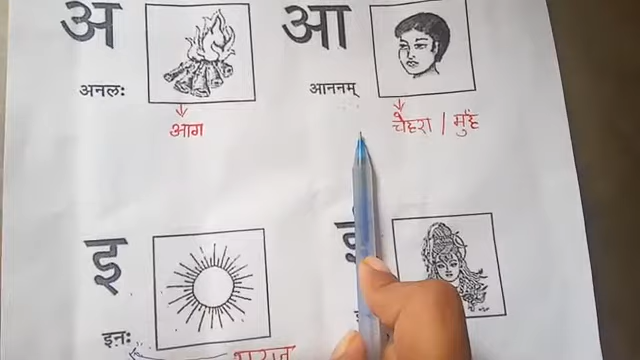 अ आ
अनलः आननम्
आग चेहरा / मुँह
इ
इनः